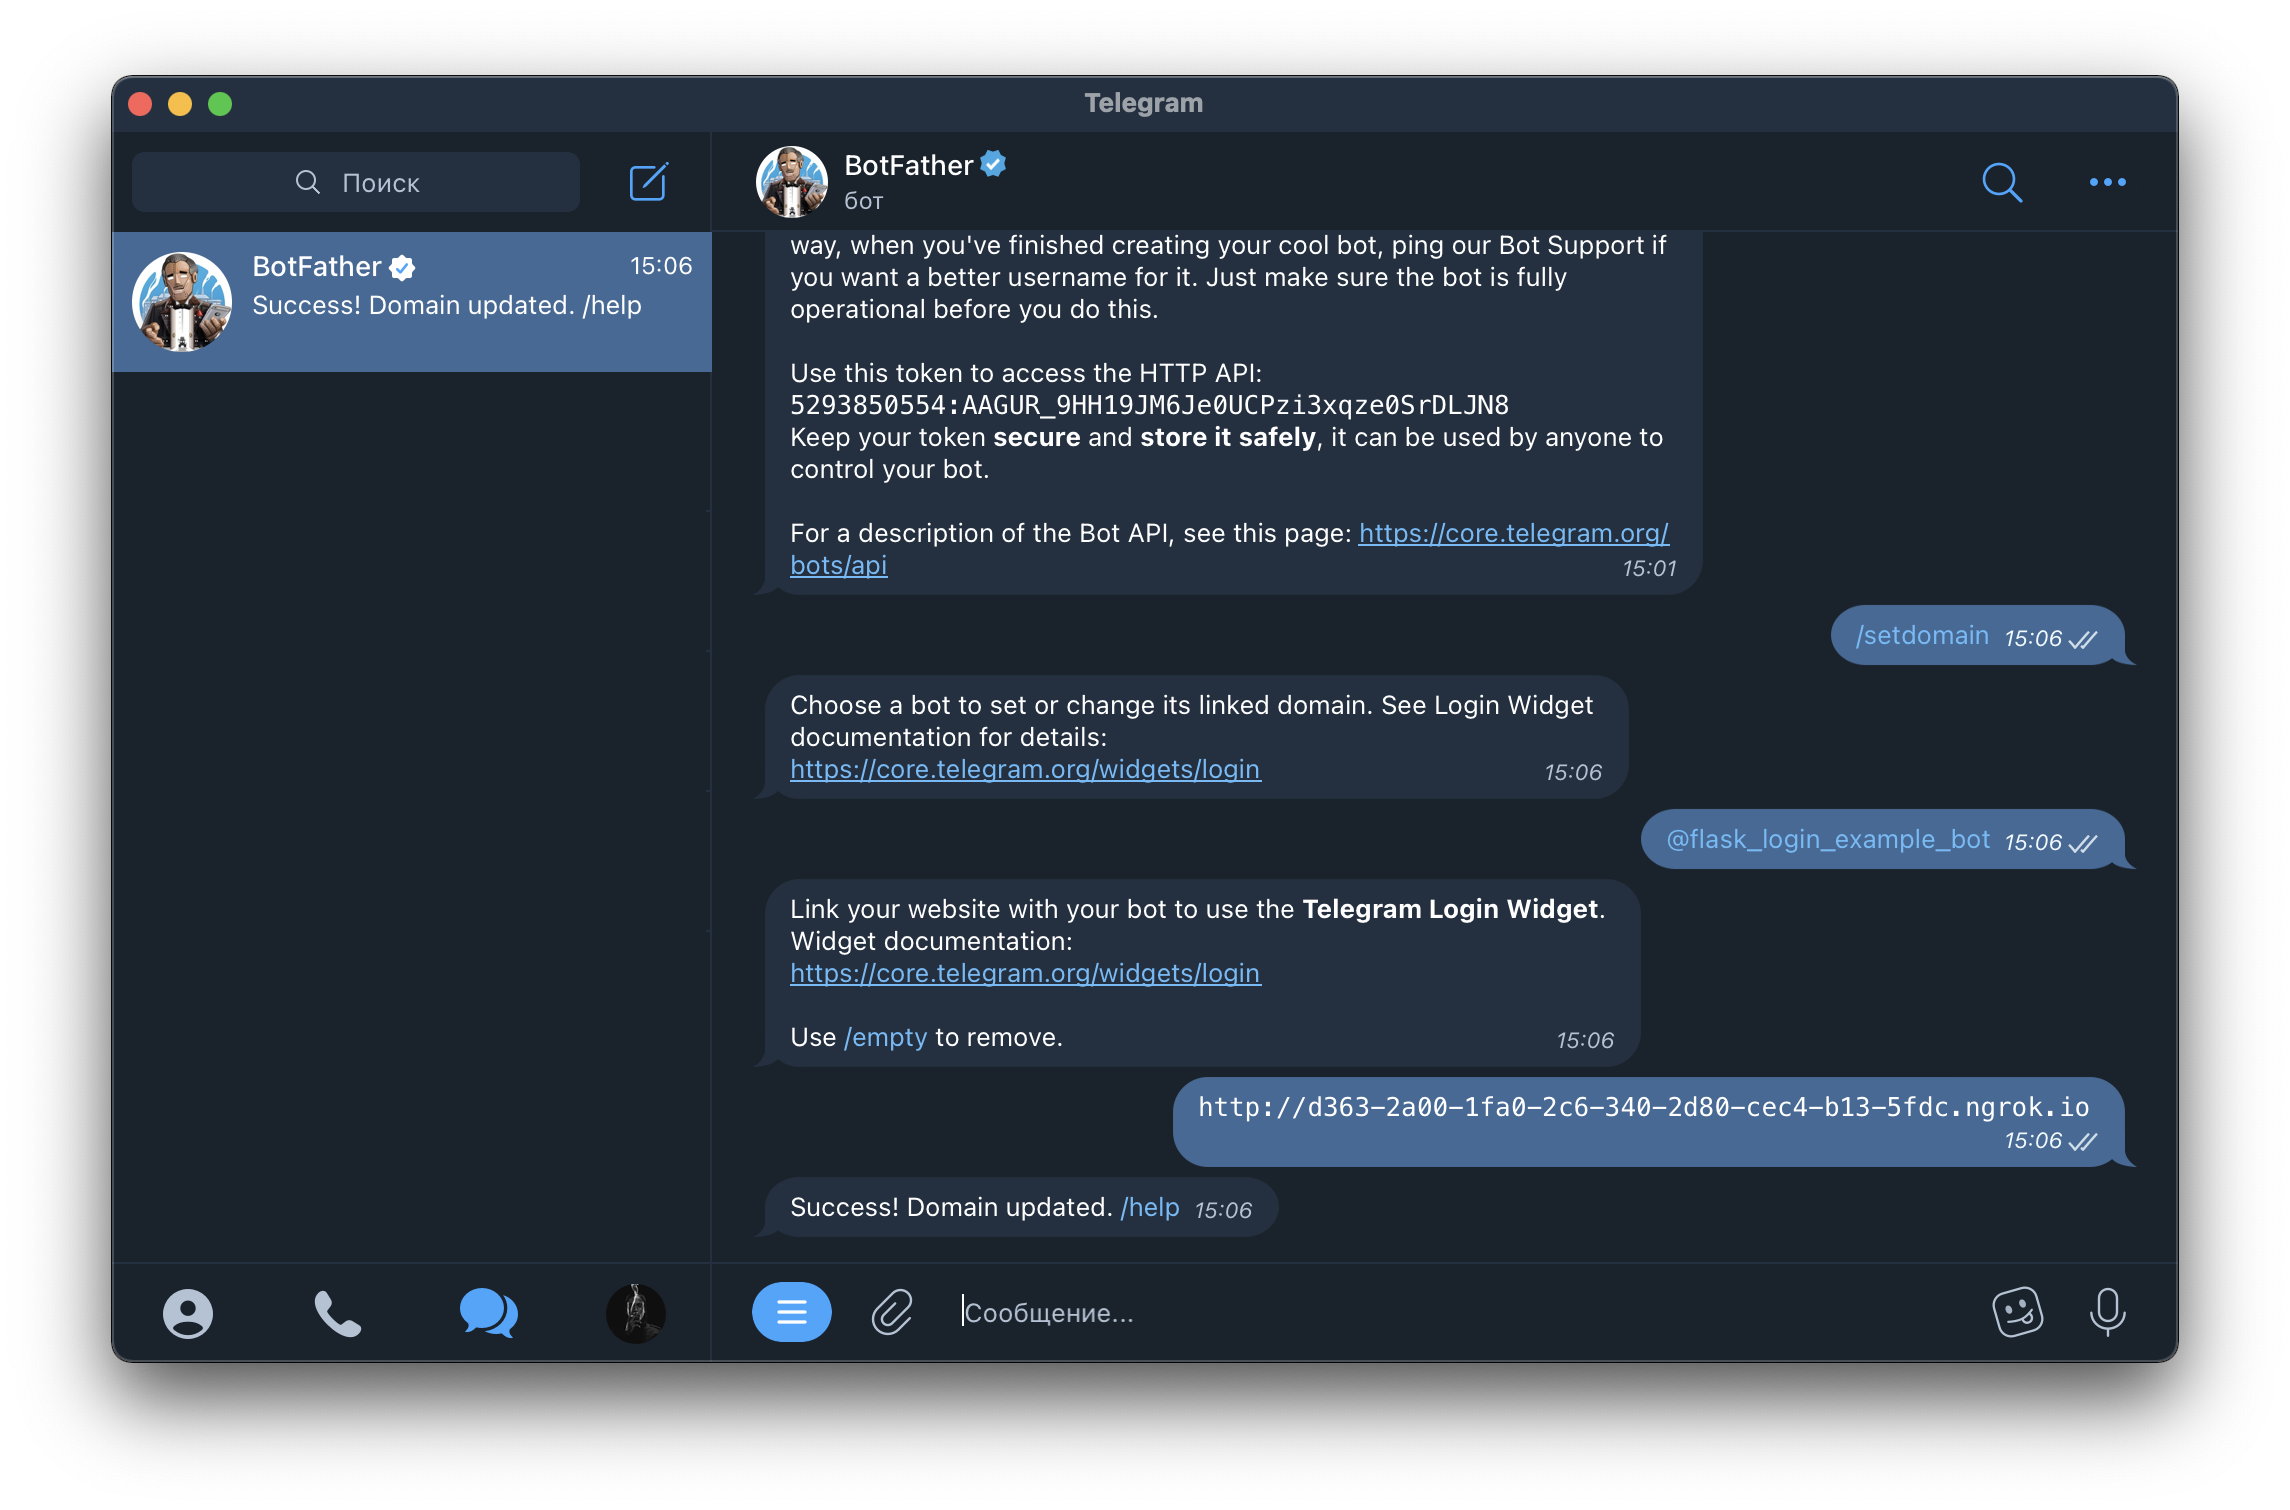 Telegram
Поиск
BotFather
15:06
Success! Domain updated. /help
BotFather
бот
way, when you've finished creating your cool bot, ping our Bot Support if
you want a better username for it. Just make sure the bot is fully
operational before you do this.
Use this token to access the HTTP API:
5293850554:AAGUR_9HH19JM6Je0UCPzi3xqze0SrDLJN8
Keep your token secure and store it safely, it can be used by anyone to
control your bot.
For a description of the Bot API, see this page: https://core.telegram.org/
bots/api
15:01
/setdomain 15:06
Choose a bot to set or change its linked domain. See Login Widget
documentation for details:
https://core.telegram.org/widgets/login
15:06
@flask_login_example_bot 15:06
Link your website with your bot to use the Telegram Login Widget.
Widget documentation:
https://core.telegram.org/widgets/login
Use /empty to remove.
15:06
http://d363-2a00-1fa0-2c6-340-2d80-cec4-b13-5fdc.ngrok.io
15:06
Success! Domain updated. /help 15:06
Сообщение...